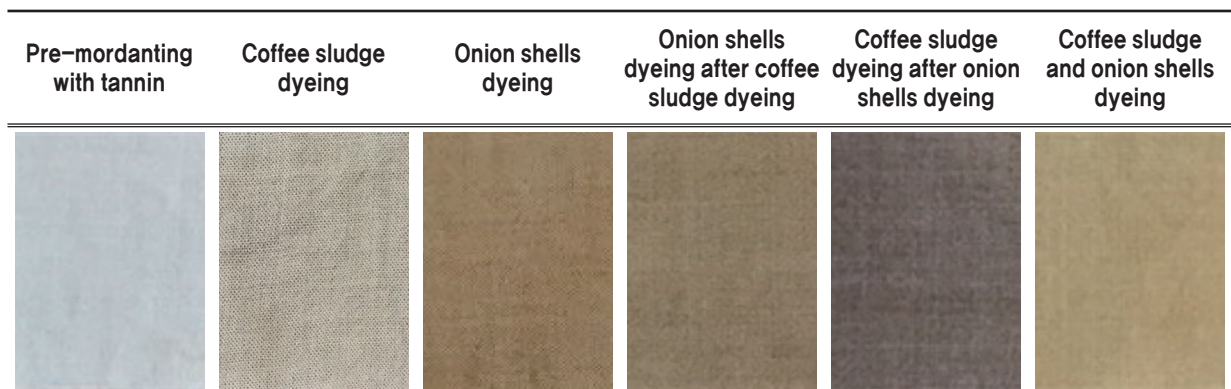 Pre-mordanting
with tannin
Coffee sludge
dyeing
Onion shells
dyeing
Onion shells
dyeing after coffee
sludge dyeing
Coffee sludge
dyeing after onion
shells dyeing
Coffee sludge
and onion shells
dyeing